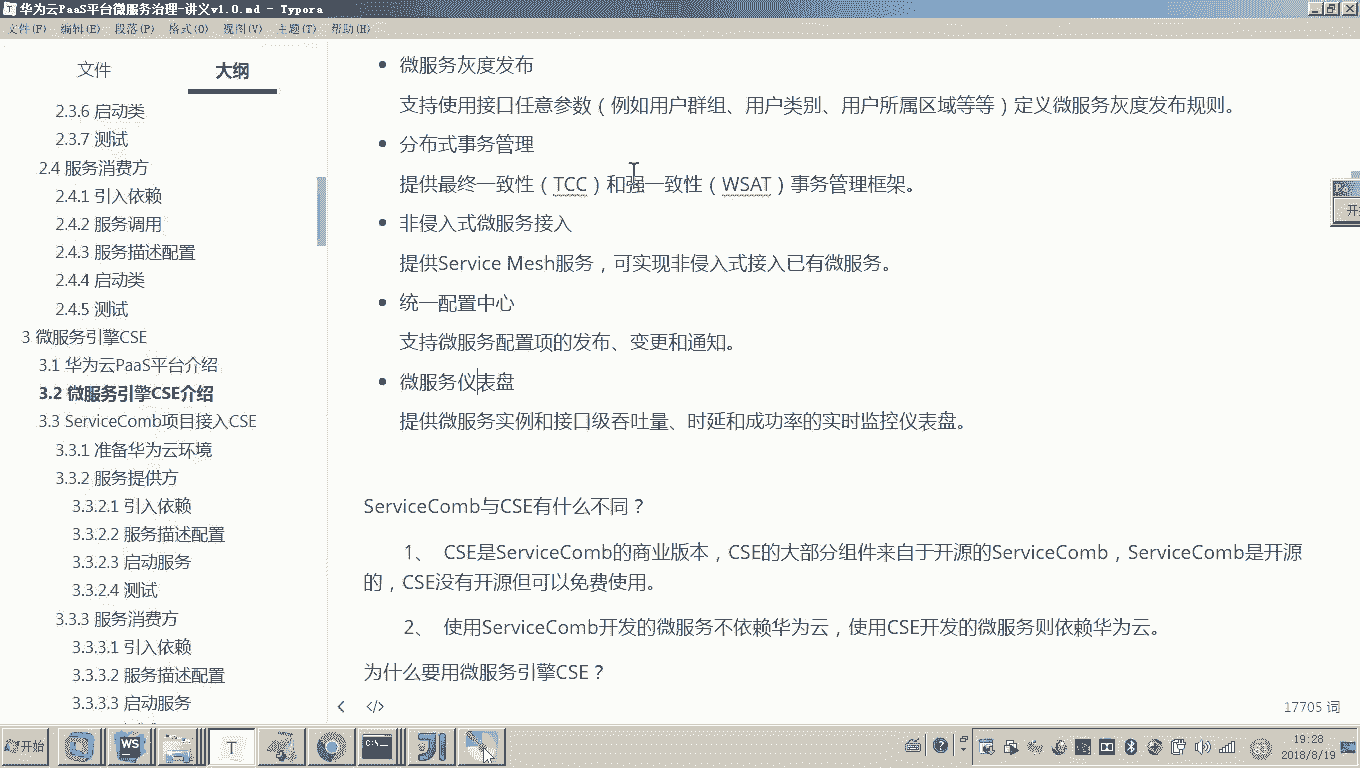 华为云PaaS平台微服务治理-讲义v1.0.md - Typora
文件(F) 编辑(E) 段落(P) 格式(O) 视图(V) 主题(T) 帮助(H)
文件 大纲
2.3.6 启动类
2.3.7 测试
2.4 服务消费方
2.4.1 引入依赖
2.4.2 服务调用
2.4.3 服务描述配置
2.4.4 启动类
2.4.5 测试
3 微服务引擎CSE
3.1 华为云PaaS平台介绍
3.2 微服务引擎CSE介绍
3.3 ServiceComb项目接入CSE
3.3.1 准备华为云环境
3.3.2 服务提供方
3.3.2.1 引入依赖
3.3.2.2 服务描述配置
3.3.2.3 启动服务
3.3.2.4 测试
3.3.3 服务消费方
3.3.3.1 引入依赖
3.3.3.2 服务描述配置
3.3.3.3 启动服务
微服务灰度发布
支持使用接口任意参数（例如用户群组、用户类别、用户所属区域等等）定义微服务灰度发布规则。
分布式事务管理
提供最终一致性（TCC）和强一致性（WSAT）事务管理框架。
非侵入式微服务接入
提供Service Mesh服务，可实现非侵入式接入已有微服务。
统一配置中心
支持微服务配置项的发布、变更和通知。
微服务仪表盘
提供微服务实例和接口级吞吐量、时延和成功率的实时监控仪表盘。
ServiceComb与CSE有什么不同？
1、 CSE是ServiceComb的商业版本，CSE的大部分组件来自于开源的ServiceComb，ServiceComb是开源
的，CSE没有开源但可以免费使用。
2、 使用ServiceComb开发的微服务不依赖华为云，使用CSE开发的微服务则依赖华为云。
为什么要用微服务引擎CSE？
17705 词
开始
WS
T
19:28
2018/8/19